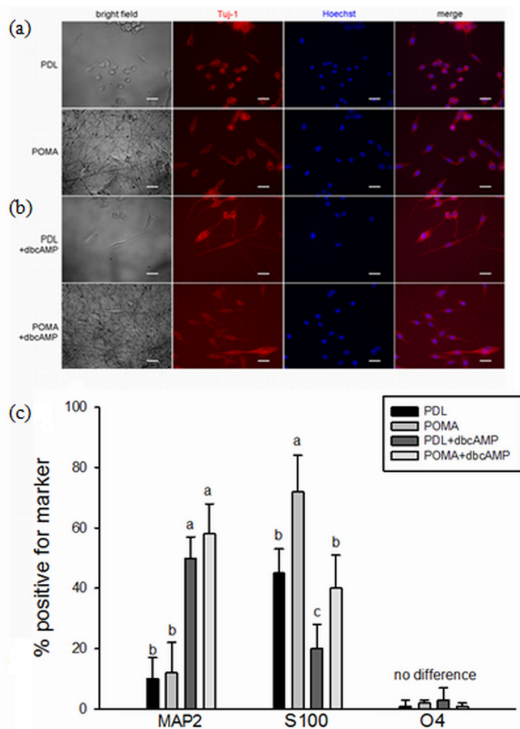 (a)
bright field Tuj-1 Hoechst merge
PDL
POMA
(b)
PDL
+dbcAMP
POMA
+dbcAMP
(c)
% positive for marker
100
80
60
40
20
0
PDL
POMA
PDL+dbcAMP
POMA+dbcAMP
b b a a
b a c b
no difference
MAP2 S100 O4